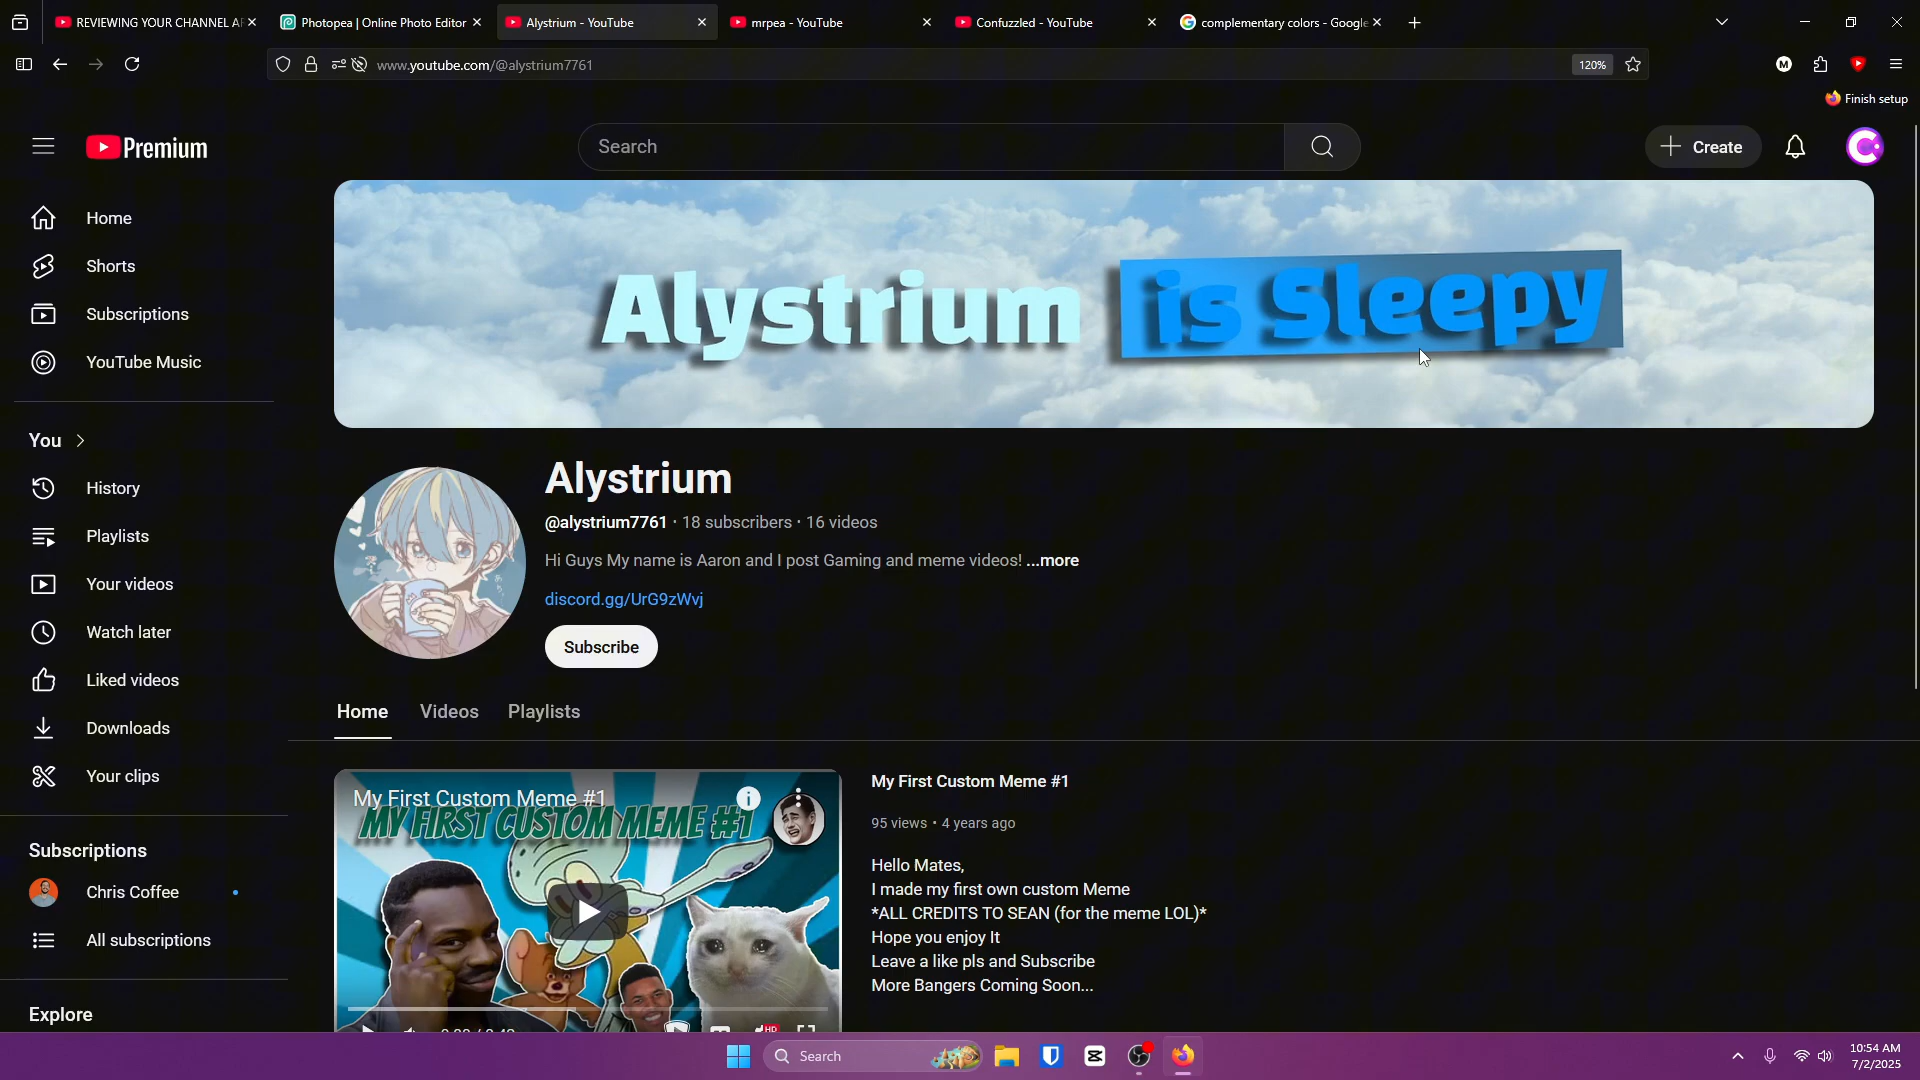 REVIEWING YOUR CHANNEL AR
Photopea | Online Photo Editor
Alystrium - YouTube
mrpea - YouTube
Confuzzled - YouTube
complementary colors - Google
www.youtube.com/@alystrium7761
120%
M
Finish setup
Premium
Search
Create
Home
Shorts
Subscriptions
YouTube Music
You
History
Playlists
Your videos
Watch later
Liked videos
Downloads
Your clips
Subscriptions
Chris Coffee
All subscriptions
Explore
Alystrium is Sleepy
Alystrium
@alystrium7761 · 18 subscribers · 16 videos
Hi Guys My name is Aaron and I post Gaming and meme videos! ...more
discord.gg/UrG9zWvj
Subscribe
Home Videos Playlists
My First Custom Meme #1
MY FIRST CUSTOM MEME #1
HD
My First Custom Meme #1
95 views • 4 years ago
Hello Mates,
I made my first own custom Meme
*ALL CREDITS TO SEAN (for the meme LOL)*
Hope you enjoy It
Leave a like pls and Subscribe
More Bangers Coming Soon...
Search
10:54 AM
7/2/2025